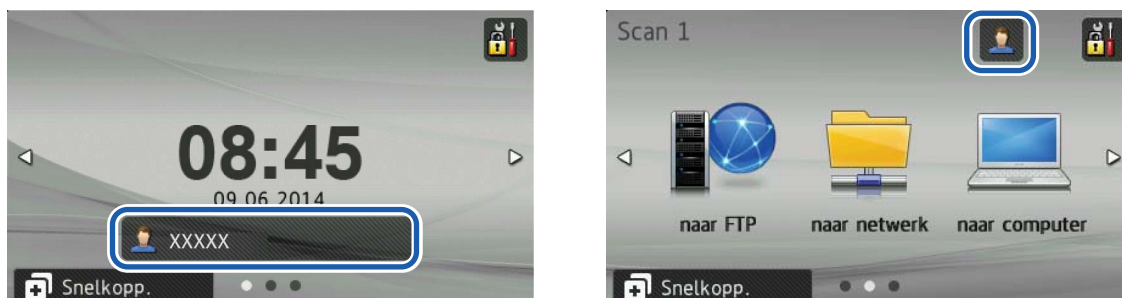 08:45
09.06.2014
XXXXX
Snelkopp.
Scan 1
naar FTP
naar netwerk
naar computer
Snelkopp.